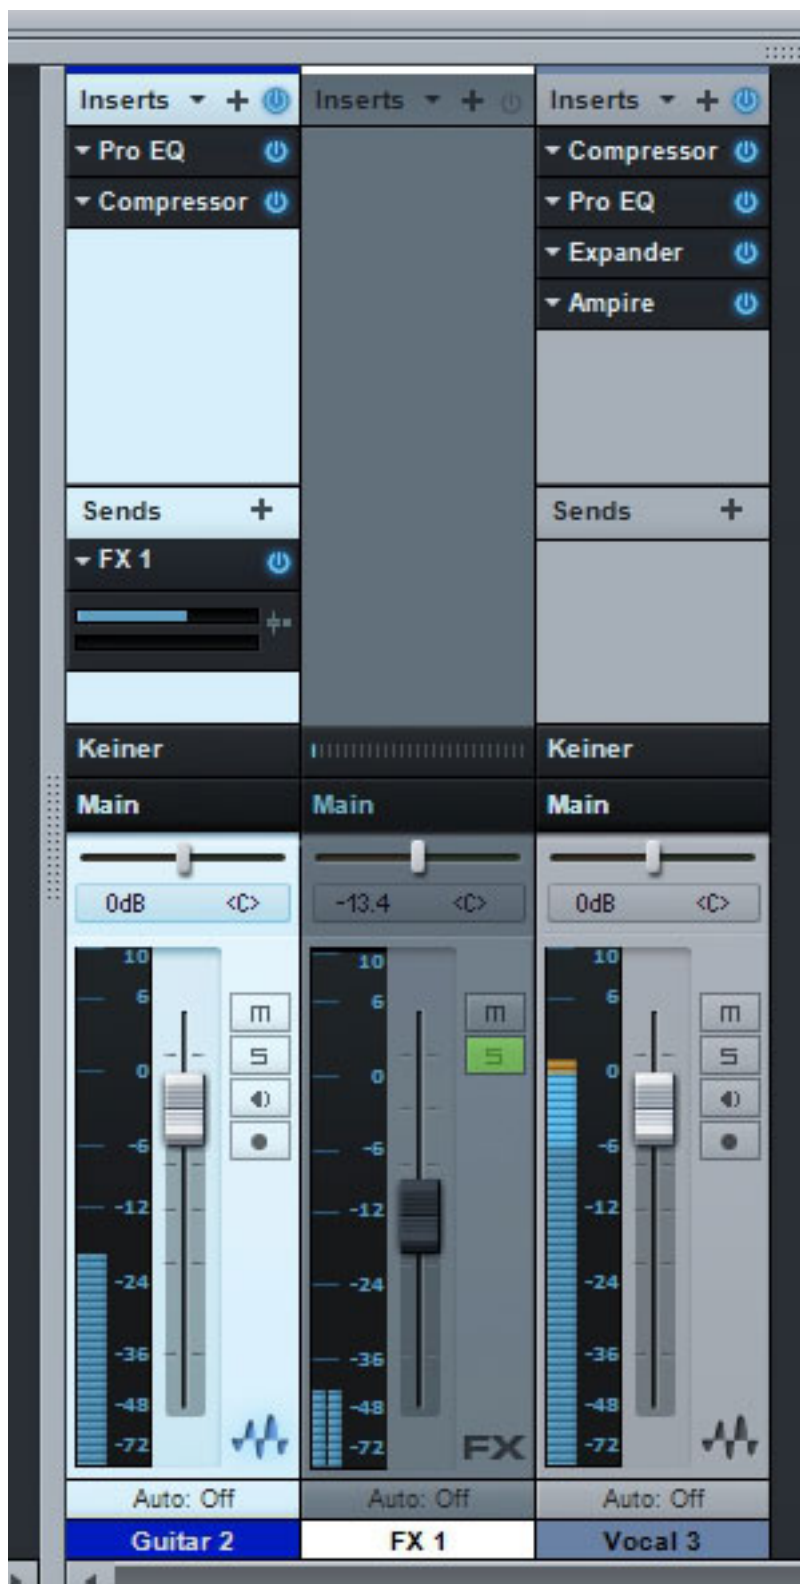 Inserts
Pro EQ
Compressor
Sends
FX 1
Keiner
Main
0dB <C>
10
6
0
-6
-12
-24
-36
-48
-72
m
S
Auto: Off
Guitar 2
Inserts
Main
-13.4 <C>
10
6
0
-6
-12
-24
-36
-48
-72
m
S
FX
Auto: Off
FX 1
Inserts
Compressor
Pro EQ
Expander
Ampire
Sends
Keiner
Main
0dB <C>
10
6
0
-6
-12
-24
-36
-48
-72
m
S
Auto: Off
Vocal 3